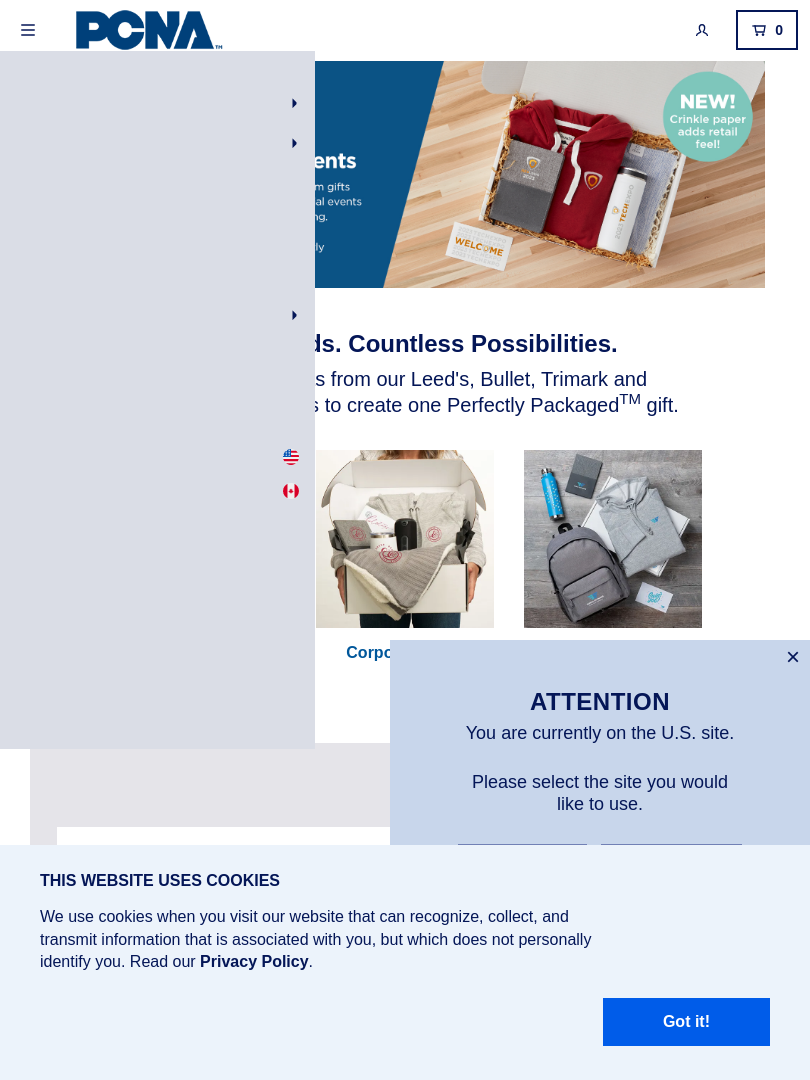 PCNA™
0
NEW!
Crinkle paper
adds retail
feel!
ents
m gifts
al events
ng.
ly
WELCOME
ds. Countless Possibilities.
s from our Leed's, Bullet, Trimark and
s to create one Perfectly Packaged™ gift.
Corpo
ATTENTION
You are currently on the U.S. site.
Please select the site you would
like to use.
THIS WEBSITE USES COOKIES
We use cookies when you visit our website that can recognize, collect, and
transmit information that is associated with you, but which does not personally
identify you. Read our Privacy Policy.
Got it!